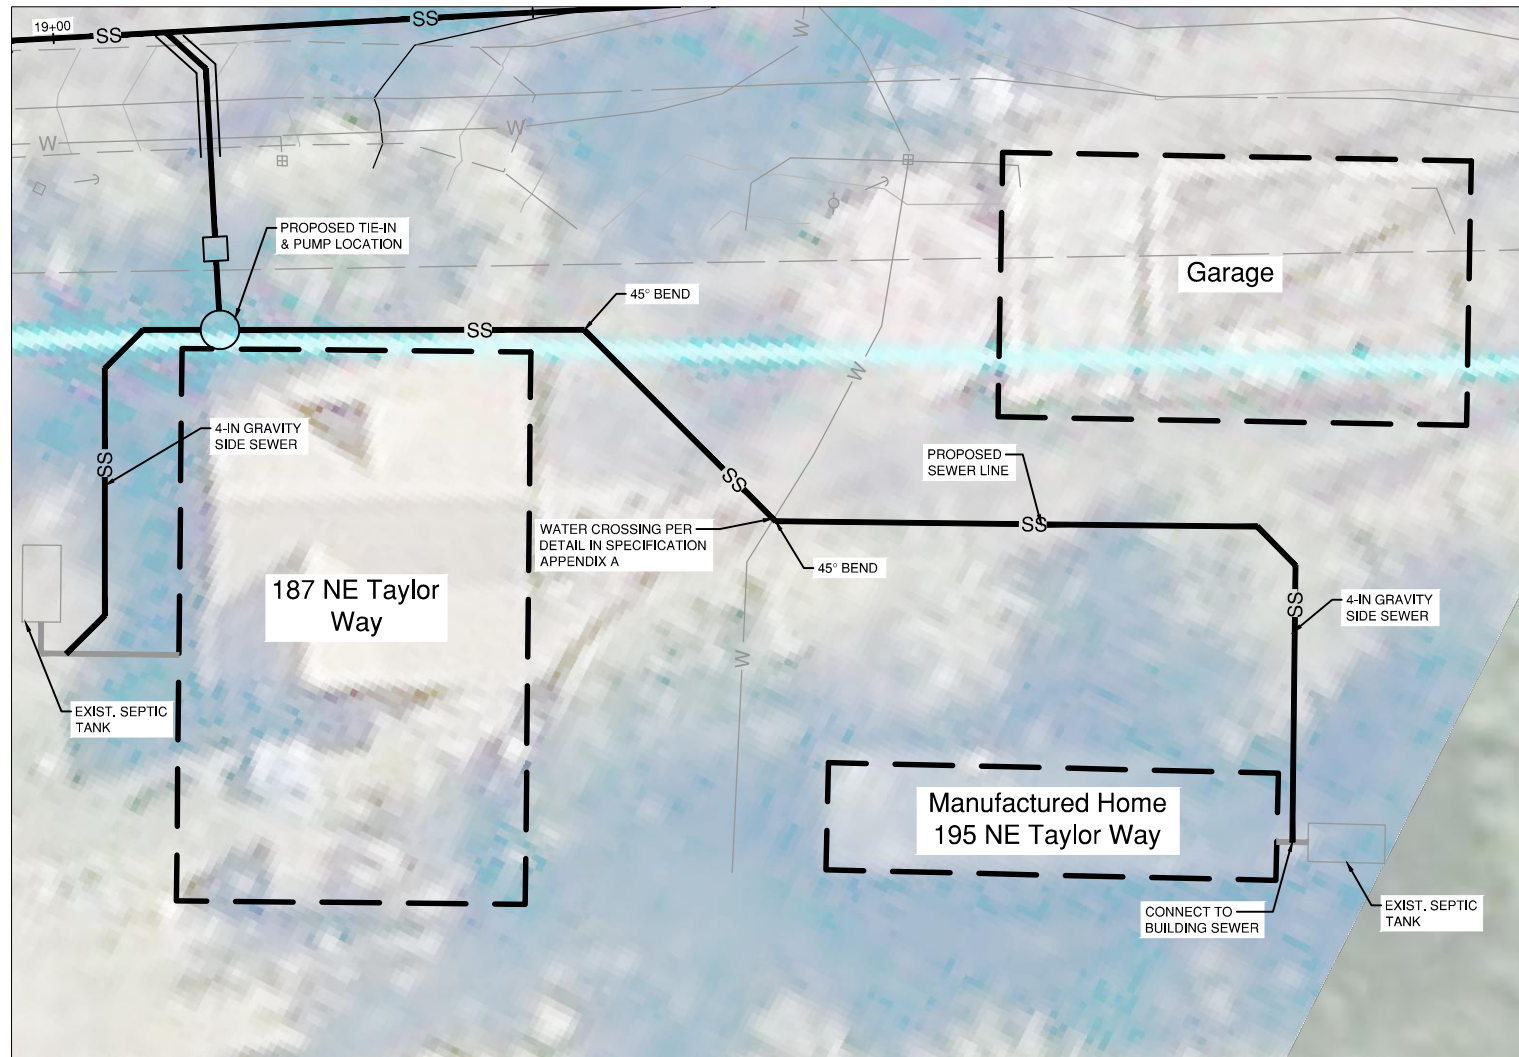 19+00
SS
SS
W
W
W
PROPOSED TIE-IN
& PUMP LOCATION
Garage
45° BEND
SS
W
4-IN GRAVITY
SIDE SEWER
SS
SS
PROPOSED
SEWER LINE
WATER CROSSING PER
DETAIL IN SPECIFICATION
APPENDIX A
SS
45° BEND
187 NE Taylor
Way
SS
4-IN GRAVITY
SIDE SEWER
W
EXIST. SEPTIC
TANK
Manufactured Home
195 NE Taylor Way
CONNECT TO
BUILDING SEWER
EXIST. SEPTIC
TANK